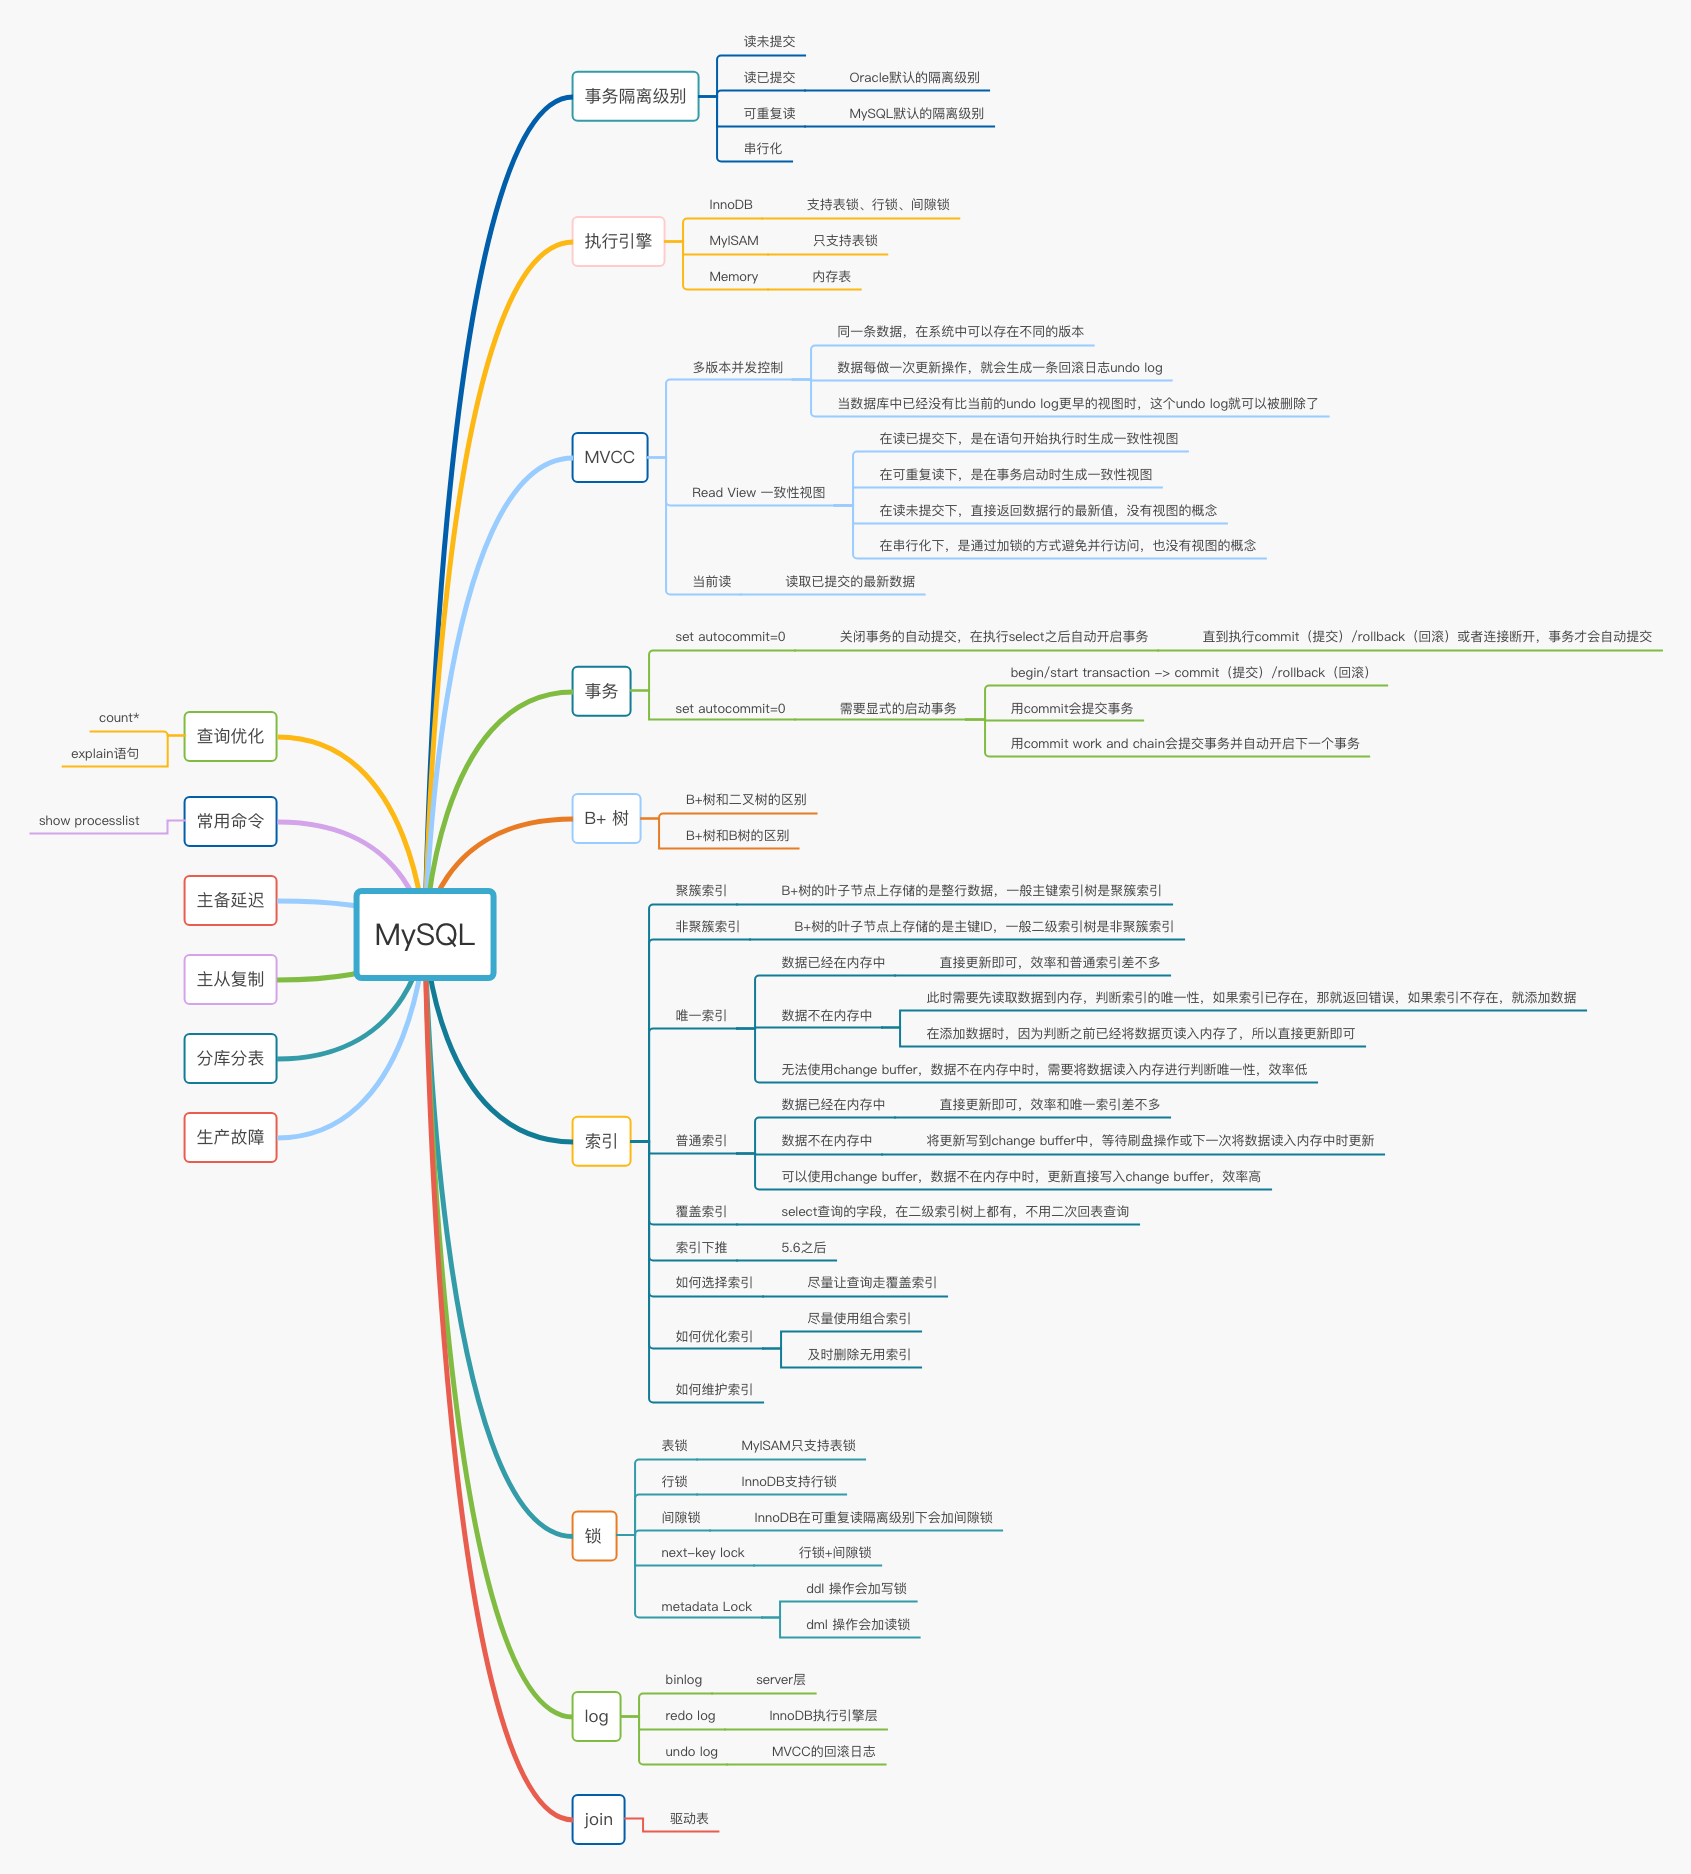 MySQL
事务隔离级别
读未提交
读已提交 Oracle默认的隔离级别
可重复读 MySQL默认的隔离级别
串行化
执行引擎
InnoDB 支持表锁、行锁、间隙锁
MyISAM 只支持表锁
Memory 内存表
MVCC
多版本并发控制
同一条数据，在系统中可以存在不同的版本
数据每做一次更新操作，就会生成一条回滚日志undo log
当数据库中已经没有比当前的undo log更早的视图时，这个undo log就可以被删除了
Read View 一致性视图
在读已提交下，是在语句开始执行时生成一致性视图
在可重复读下，是在事务启动时生成一致性视图
在读未提交下，直接返回数据行的最新值，没有视图的概念
在串行化下，是通过加锁的方式避免并行访问，也没有视图的概念
当前读 读取已提交的最新数据
事务
set autocommit=0 关闭事务的自动提交，在执行select之后自动开启事务 直到执行commit（提交）/rollback（回滚）或者连接断开，事务才会自动提交
set autocommit=0 需要显式的启动事务
begin/start transaction -> commit（提交）/rollback（回滚）
用commit会提交事务
用commit work and chain会提交事务并自动开启下一个事务
B+ 树
B+树和二叉树的区别
B+树和B树的区别
索引
聚簇索引 B+树的叶子节点上存储的是整行数据，一般主键索引树是聚簇索引
非聚簇索引 B+树的叶子节点上存储的是主键ID，一般二级索引树是非聚簇索引
唯一索引
数据已经在内存中 直接更新即可，效率和普通索引差不多
数据不在内存中
此时需要先读取数据到内存，判断索引的唯一性，如果索引已存在，那就返回错误，如果索引不存在，就添加数据
在添加数据时，因为判断之前已经将数据页读入内存了，所以直接更新即可
无法使用change buffer，数据不在内存中时，需要将数据读入内存进行判断唯一性，效率低
普通索引
数据已经在内存中 直接更新即可，效率和唯一索引差不多
数据不在内存中 将更新写到change buffer中，等待刷盘操作或下一次将数据读入内存中时更新
可以使用change buffer，数据不在内存中时，更新直接写入change buffer，效率高
覆盖索引 select查询的字段，在二级索引树上都有，不用二次回表查询
索引下推 5.6之后
如何选择索引 尽量让查询走覆盖索引
如何优化索引
尽量使用组合索引
及时删除无用索引
如何维护索引
锁
表锁 MyISAM只支持表锁
行锁 InnoDB支持行锁
间隙锁 InnoDB在可重复读隔离级别下会加间隙锁
next-key lock 行锁+间隙锁
metadata Lock
ddl 操作会加写锁
dml 操作会加读锁
log
binlog server层
redo log InnoDB执行引擎层
undo log MVCC的回滚日志
join
驱动表
查询优化
count*
explain语句
常用命令
show processlist
主备延迟
主从复制
分库分表
生产故障